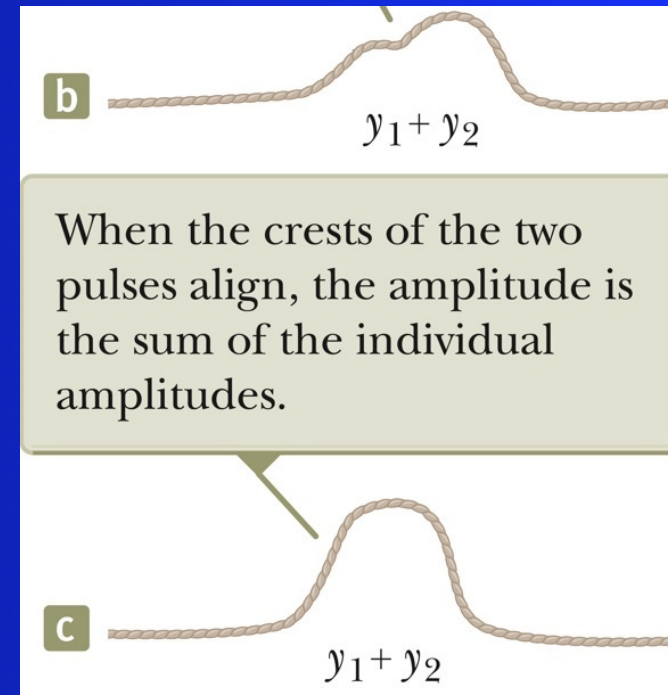 b
y1 + y2
When the crests of the two
pulses align, the amplitude is
the sum of the individual
amplitudes.
c
y1 + y2